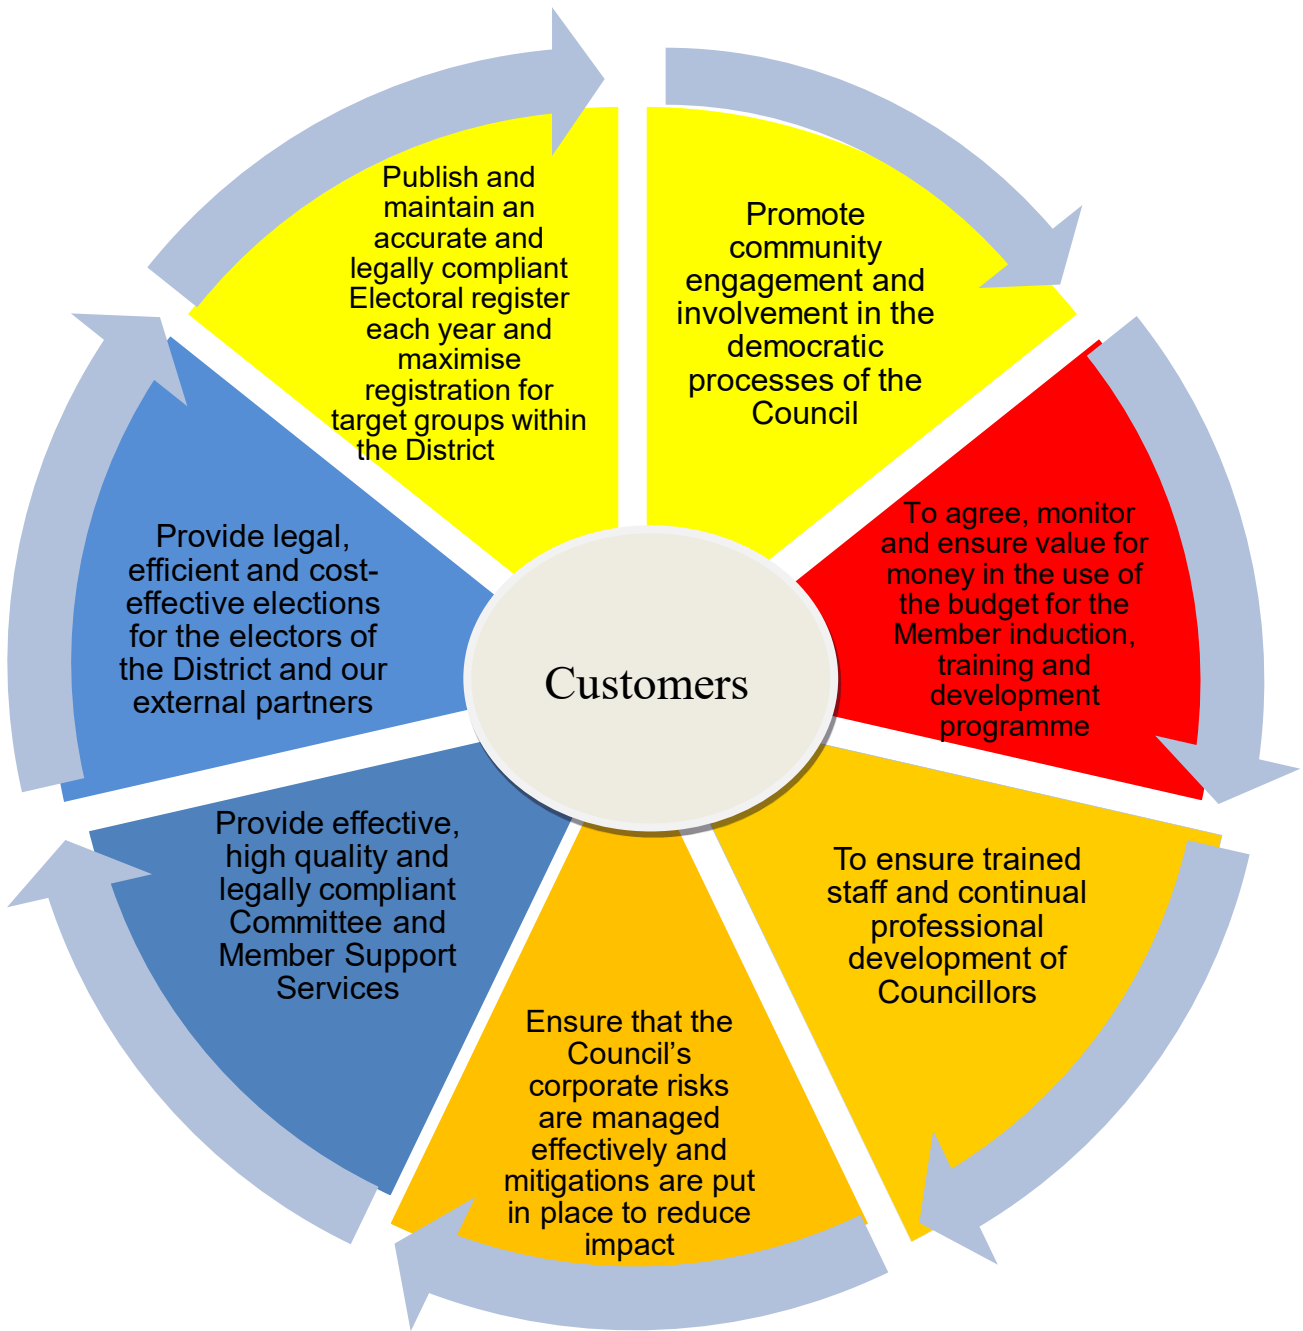 Publish and
maintain an
accurate and
legally compliant
Electoral register
each year and
maximise
registration for
target groups within
the District
Promote
community
engagement and
involvement in the
democratic
processes of the
Council
To agree, monitor
and ensure value for
money in the use of
the budget for the
Member induction,
training and
development
programme
To ensure trained
staff and continual
professional
development of
Councillors
Ensure that the
Council’s
corporate risks
are managed
effectively and
mitigations are put
in place to reduce
impact
Provide effective,
high quality and
legally compliant
Committee and
Member Support
Services
Provide legal,
efficient and cost-
effective elections
for the electors of
the District and our
external partners
Customers